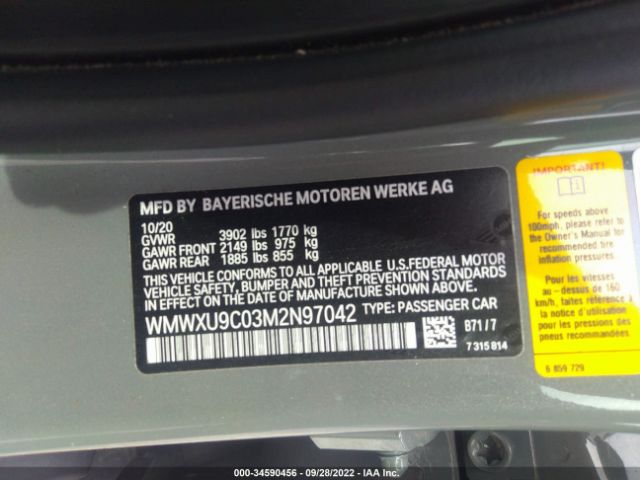 MFD BY BAYERISCHE MOTOREN WERKE AG
10/20
GVWR 3902 lbs 1770 kg
GAWR FRONT 2149 lbs 975 kg
GAWR REAR 1885 lbs 855 kg
THIS VEHICLE CONFORMS TO ALL APPLICABLE U.S.FEDERAL MOTOR
VEHICLE SAFETY, BUMPER AND THEFT PREVENTION STANDARDS
IN EFFECT ON THE DATE OF MANUFACTURE SHOWN ABOVE.
WMWXU9C03M2N97042 TYPE: PASSENGER CAR
B71 / 7
7 315 814
IMPORTANT!
For speeds above
100mph, please refer to
the Owner's Manual for
recommended tire
inflation pressures.
Pour les vitesses
au - dessus de 160
km/h, faites référence
à la notice d'utilisation
pour les pressions des
pneus recommandées
6 859 729
000-34590456 - 09/28/2022 - IAA Inc.